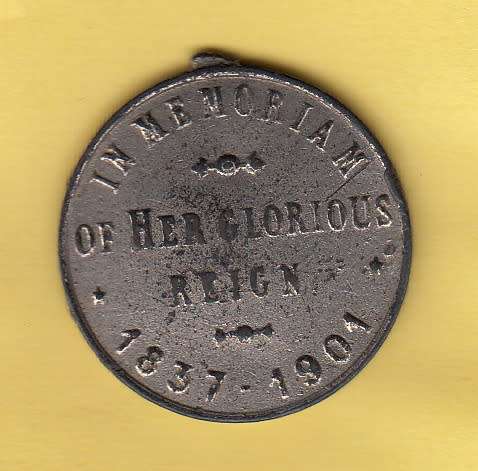 IN MEMORIAM
OF HER GLORIOUS
REIGN
1837-1901